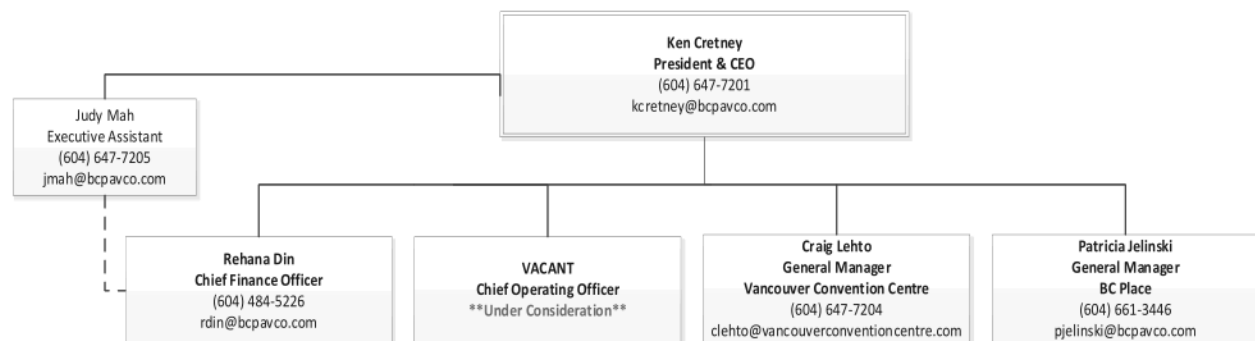 Ken Cretney
President & CEO
(604) 647-7201
kcretney@bcpavco.com
Judy Mah
Executive Assistant
(604) 647-7205
jmah@bcpavco.com
Rehana Din
Chief Finance Officer
(604) 484-5226
rdin@bcpavco.com
VACANT
Chief Operating Officer
**Under Consideration**
Craig Lehto
General Manager
Vancouver Convention Centre
(604) 647-7204
clehto@vancouverconventioncentre.com
Patricia Jelinski
General Manager
BC Place
(604) 661-3446
pjelinski@bcpavco.com